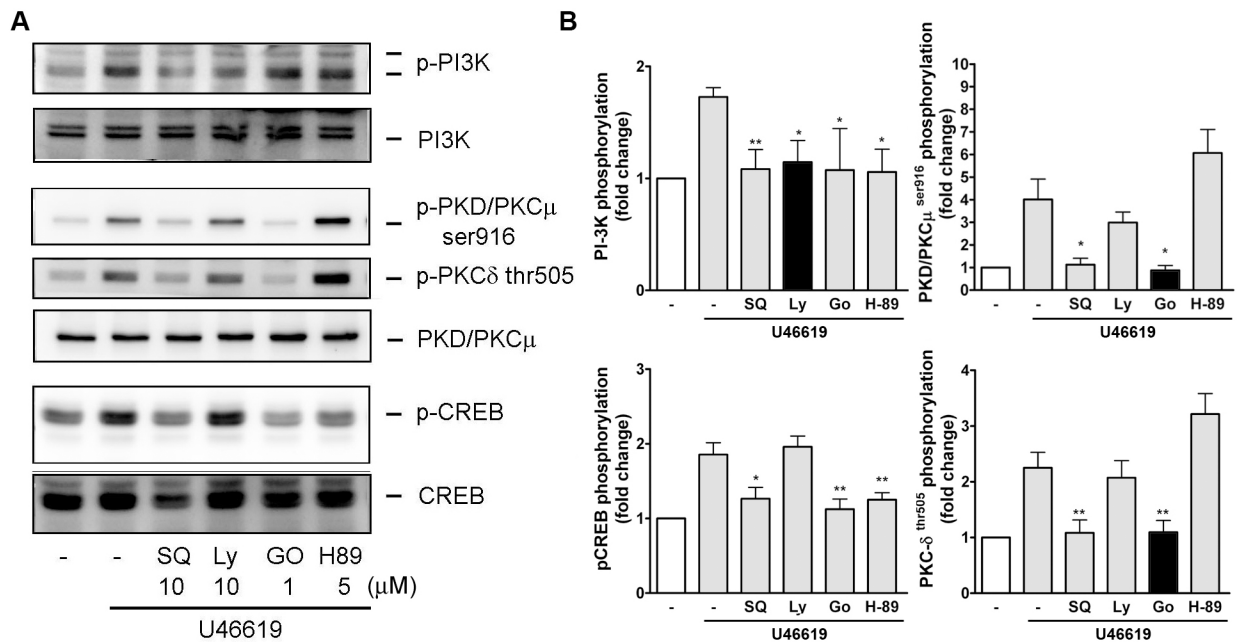 A
p-PI3K
PI3K
p-PKD/PKCμ
ser916
p-PKCδ thr505
PKD/PKCμ
p-CREB
CREB
- - SQ Ly GO H89
10 10 1 5 (μM)
U46619
B
PI-3K phosphorylation
(fold change)
2
1
0
** * * *
- - SQ Ly Go H-89
U46619
PKD/PKCμ ser916 phosphorylation
(fold change)
10
9
8
7
6
5
4
3
2
1
0
* *
- - SQ Ly Go H-89
U46619
pCREB phosphorylation
(fold change)
3
2
1
0
* ** **
- - SQ Ly Go H-89
U46619
PKC-δ thr505 phosphorylation
(fold change)
4
3
2
1
0
** **
- - SQ Ly Go H-89
U46619